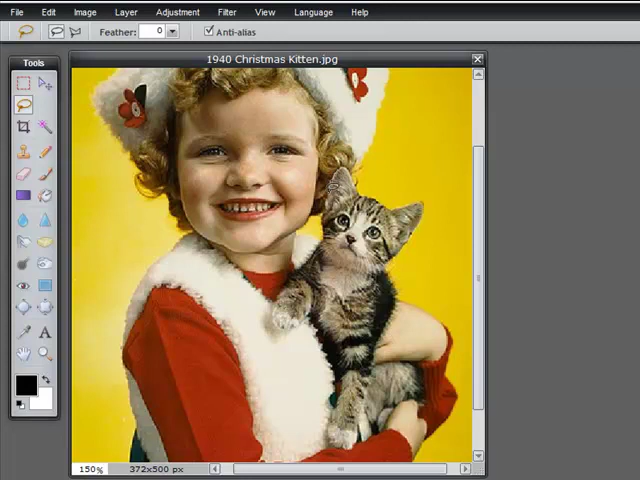 File Edit Image Layer Adjustment Filter View Language Help
Feather: 0 Anti-alias
Tools
1940 Christmas Kitten.jpg
A
150% 372x500 px